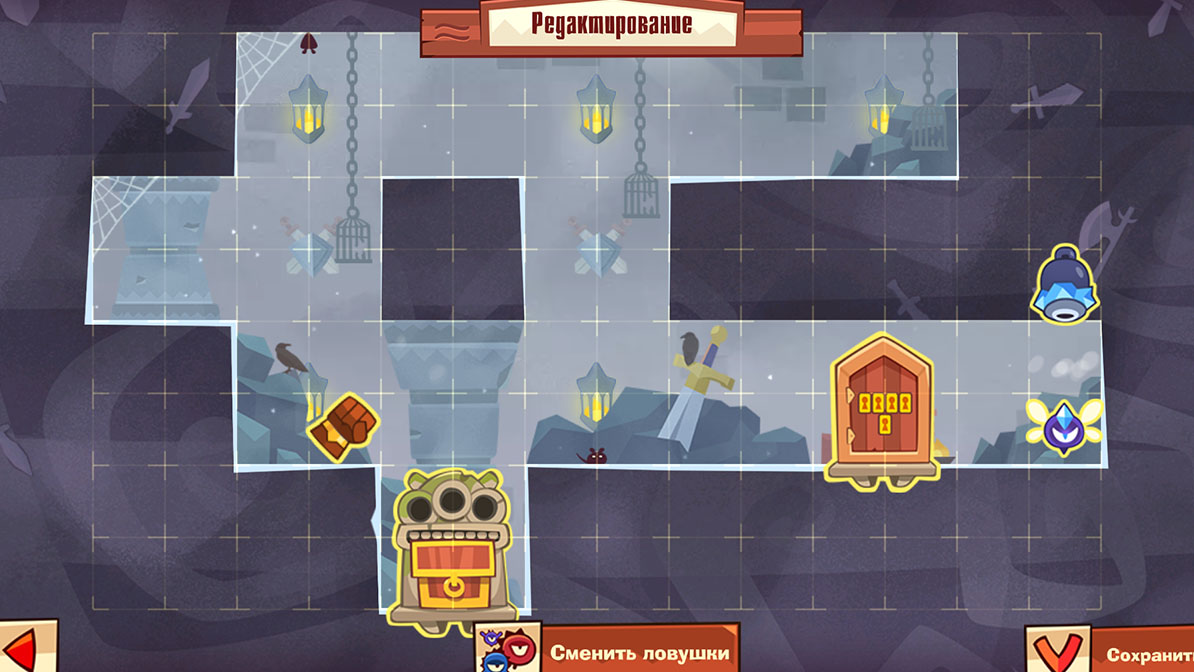 Редактирование
Сменить ловушки
Сохранит